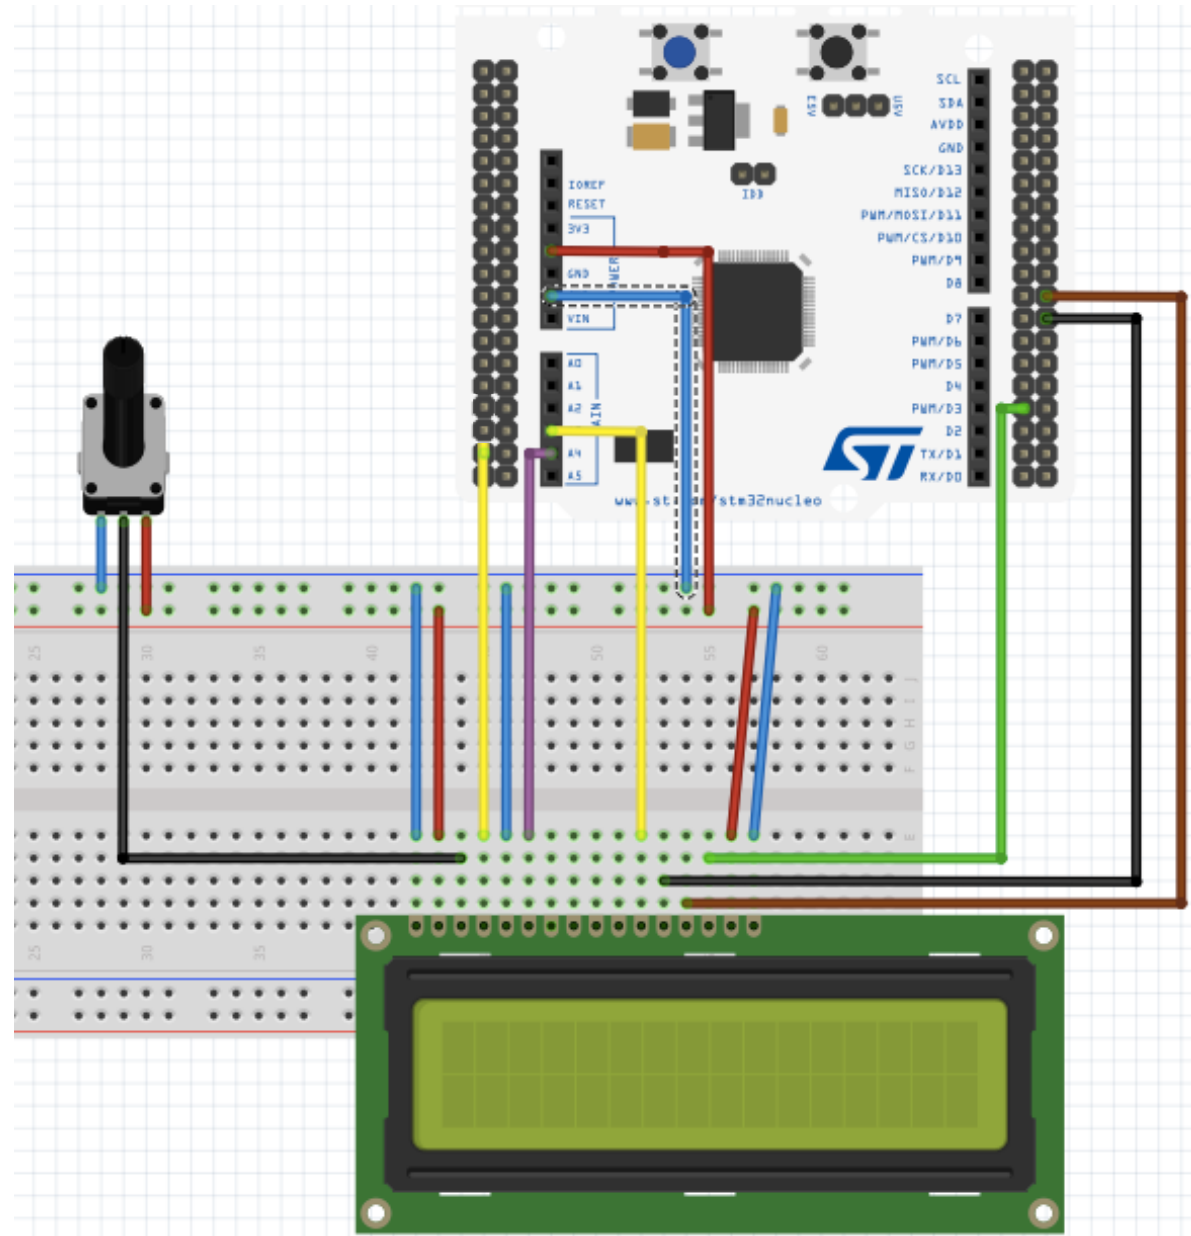 E5V
U5V
IDD
SCL
SDA
AVDD
GND
SCK/D13
MISO/D12
PWM/MOSI/D11
PWM/CS/D10
PWM/D9
D8
IOREF
RESET
3V3
GND
VIN
D7
PWM/D6
PWM/D5
D4
PWM/D3
D2
TX/D1
RX/D0
A0
A1
A2
A4
A5
AIN
ST
25
30
35
40
50
55
60
J
I
H
G
F
E
25
30
35